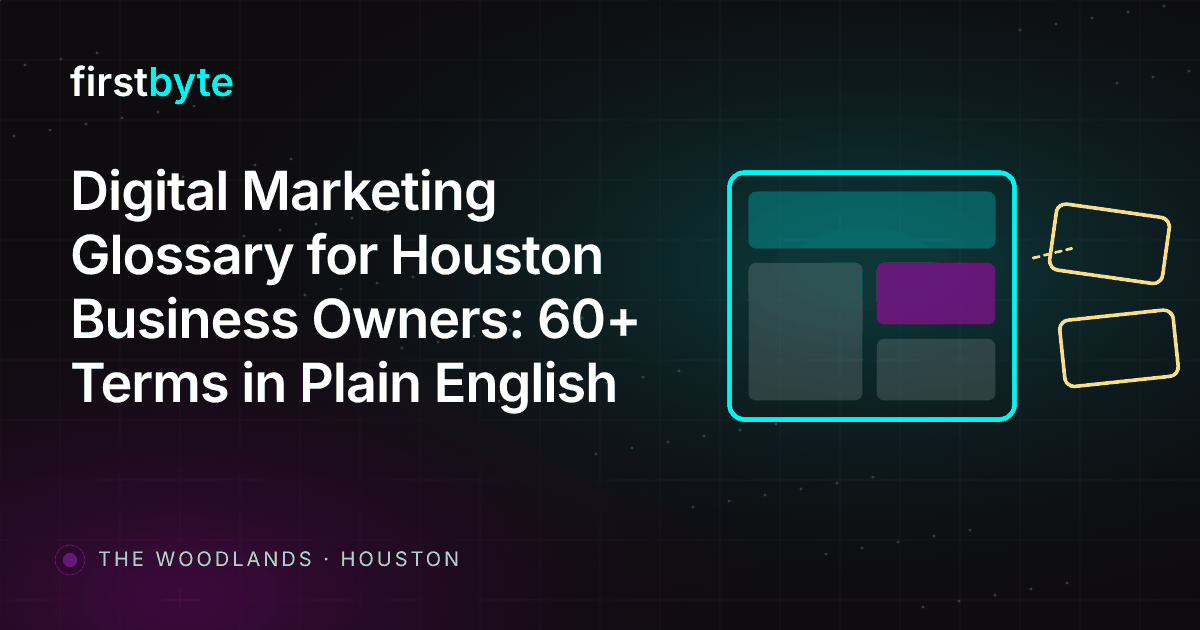 firstbyte
Digital Marketing
Glossary for Houston
Business Owners: 60+
Terms in Plain English
THE WOODLANDS · HOUSTON